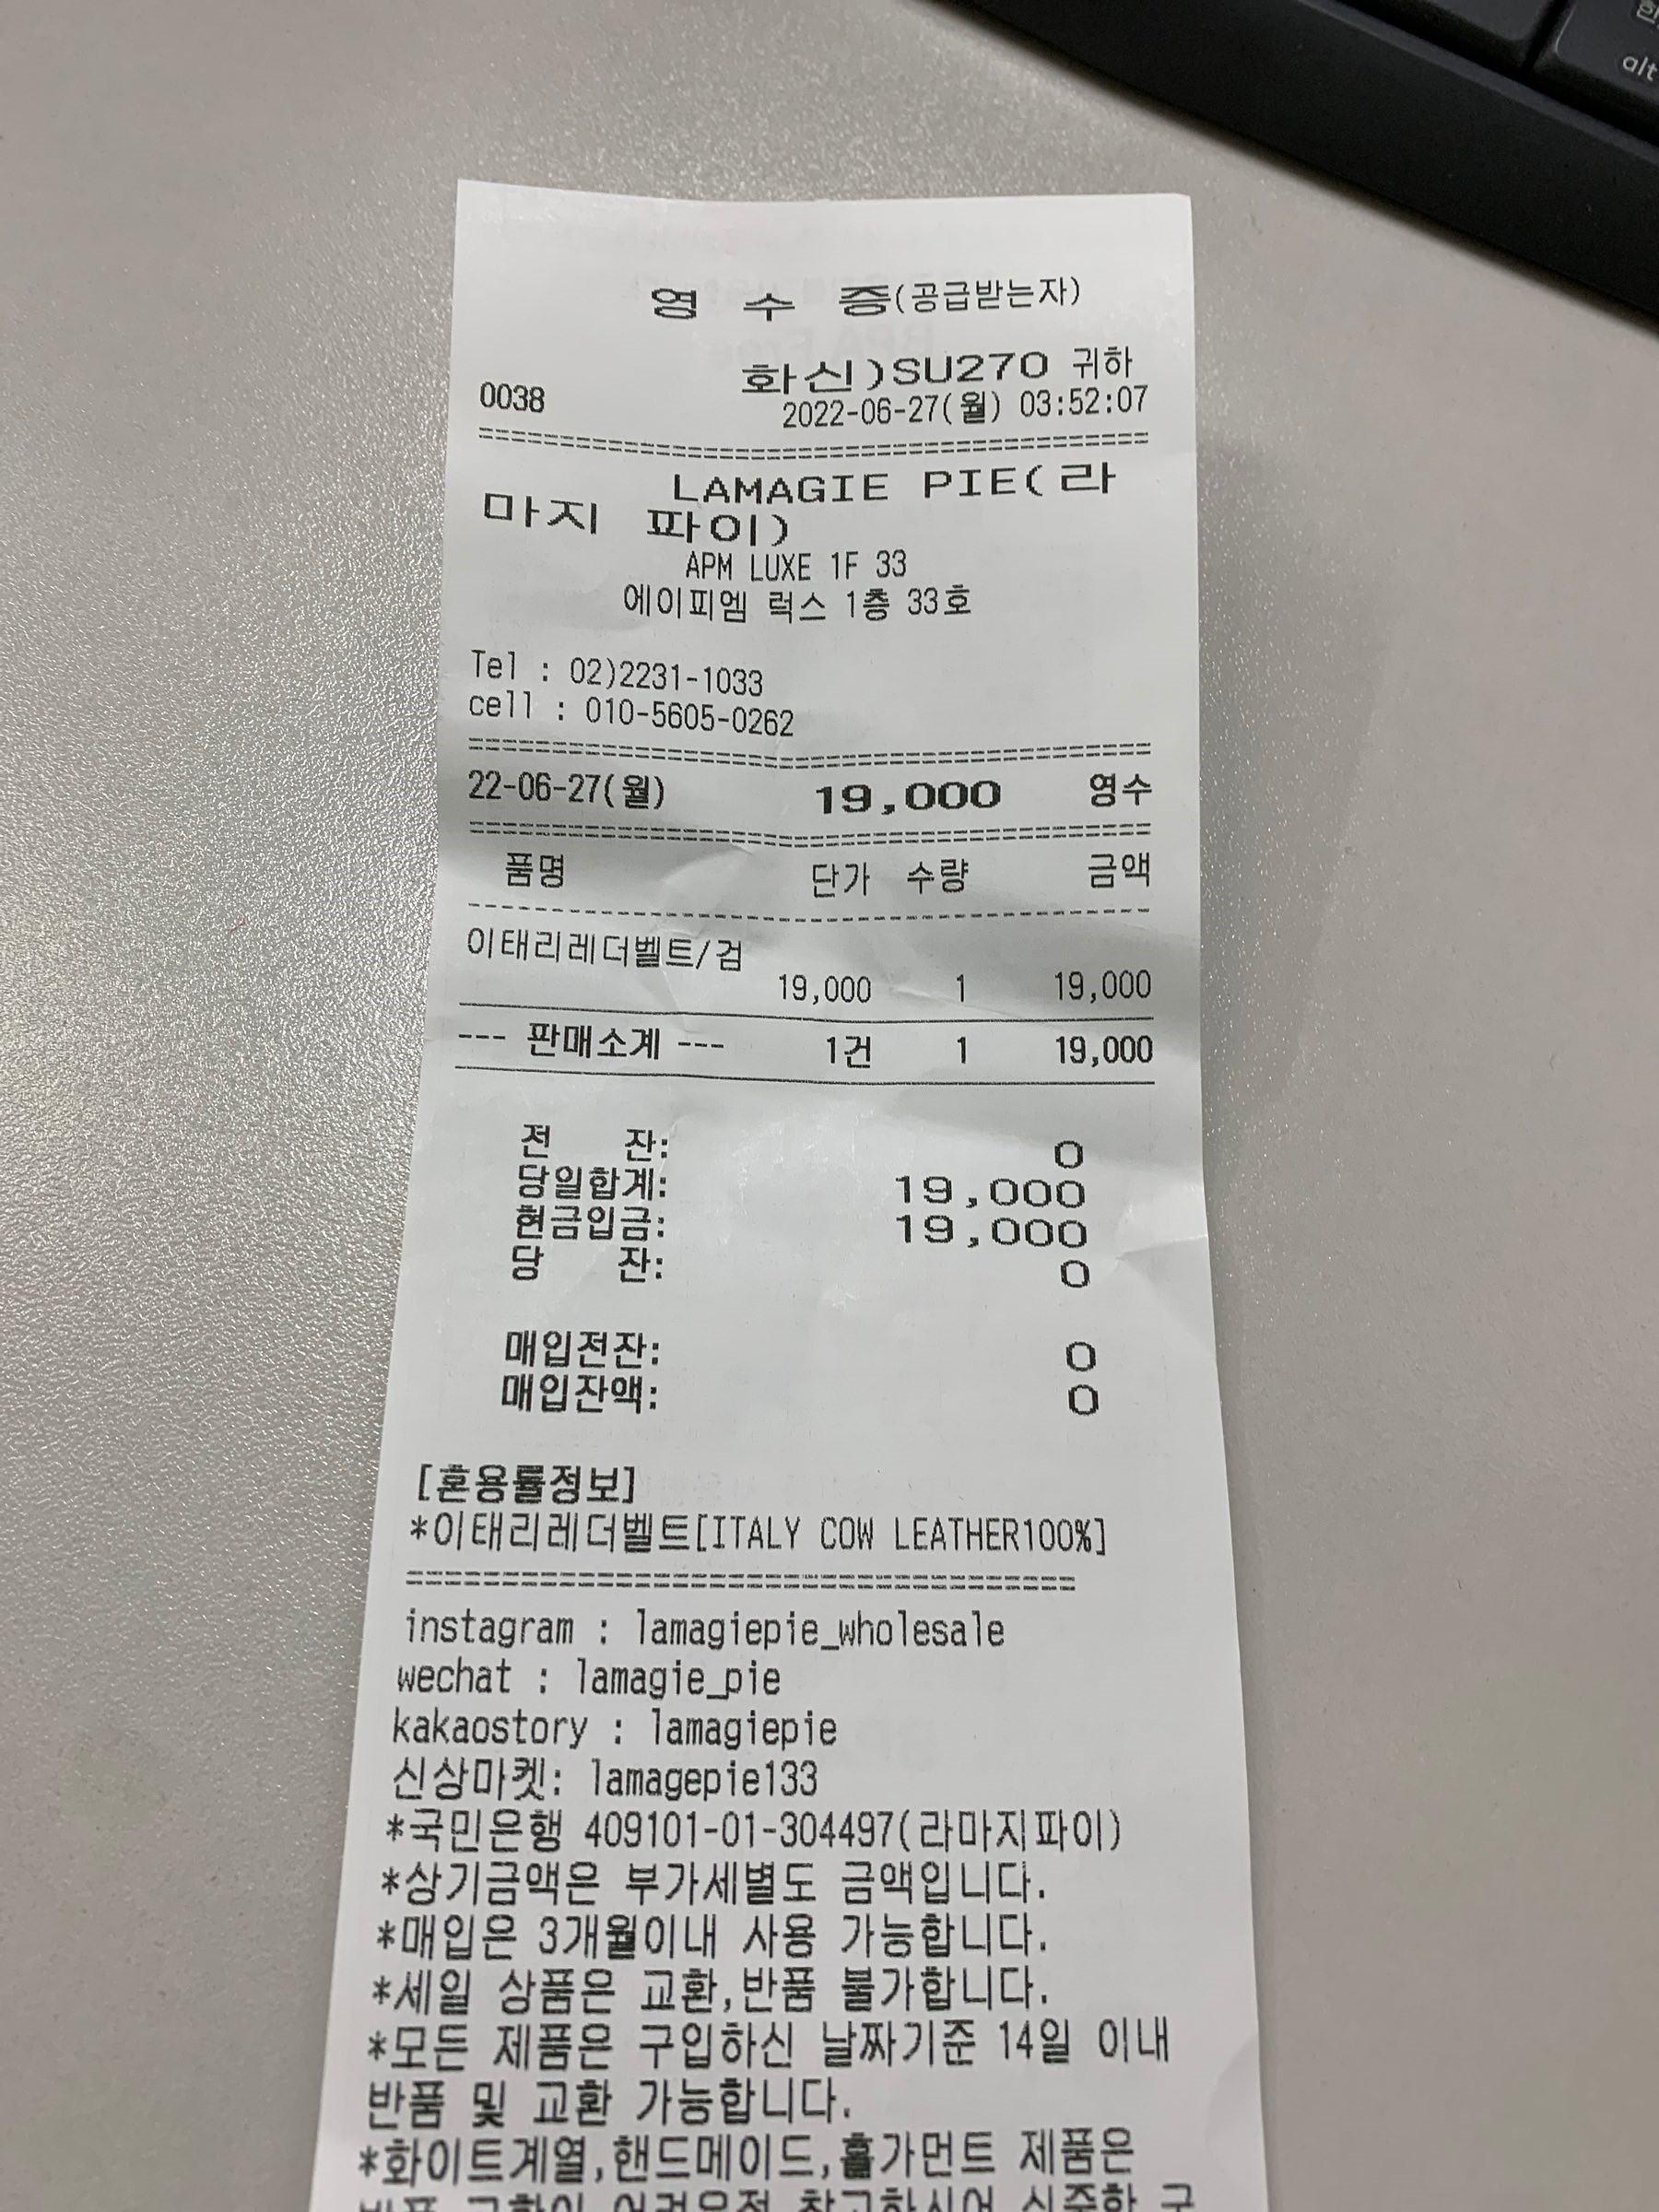 한
alt
영 수 증(공급받는자)
화신)SU270 귀하
0038 2022-06-27(월) 03:52:07
LAMAGIE PIE(라
마지 파이)
APM LUXE 1F 33
에이피엠 럭스 1층 33호
Tel : 02)2231-1033
cell : 010-5605-0262
22-06-27(월) 19,000 영수
품명 단가 수량 금액
이태리레더벨트/검
19,000 1 19,000
--- 판매소계 --- 1건 1 19,000
전 잔: 0
당일합계: 19,000
현금입금: 19,000
당 잔: 0
매입전잔: 0
매입잔액: 0
[혼용률정보]
*이태리레더벨트[ITALY COW LEATHER100%]
instagram : lamagiepie_wholesale
wechat : lamagie_pie
kakaostory : lamagiepie
신상마켓: lamagepie133
*국민은행 409101-01-304497(라마지파이)
*상기금액은 부가세별도 금액입니다.
*매입은 3개월이내 사용 가능합니다.
*세일 상품은 교환,반품 불가합니다.
*모든 제품은 구입하신 날짜기준 14일 이내
반품 및 교환 가능합니다.
*화이트계열,핸드메이드,홀가먼트 제품은